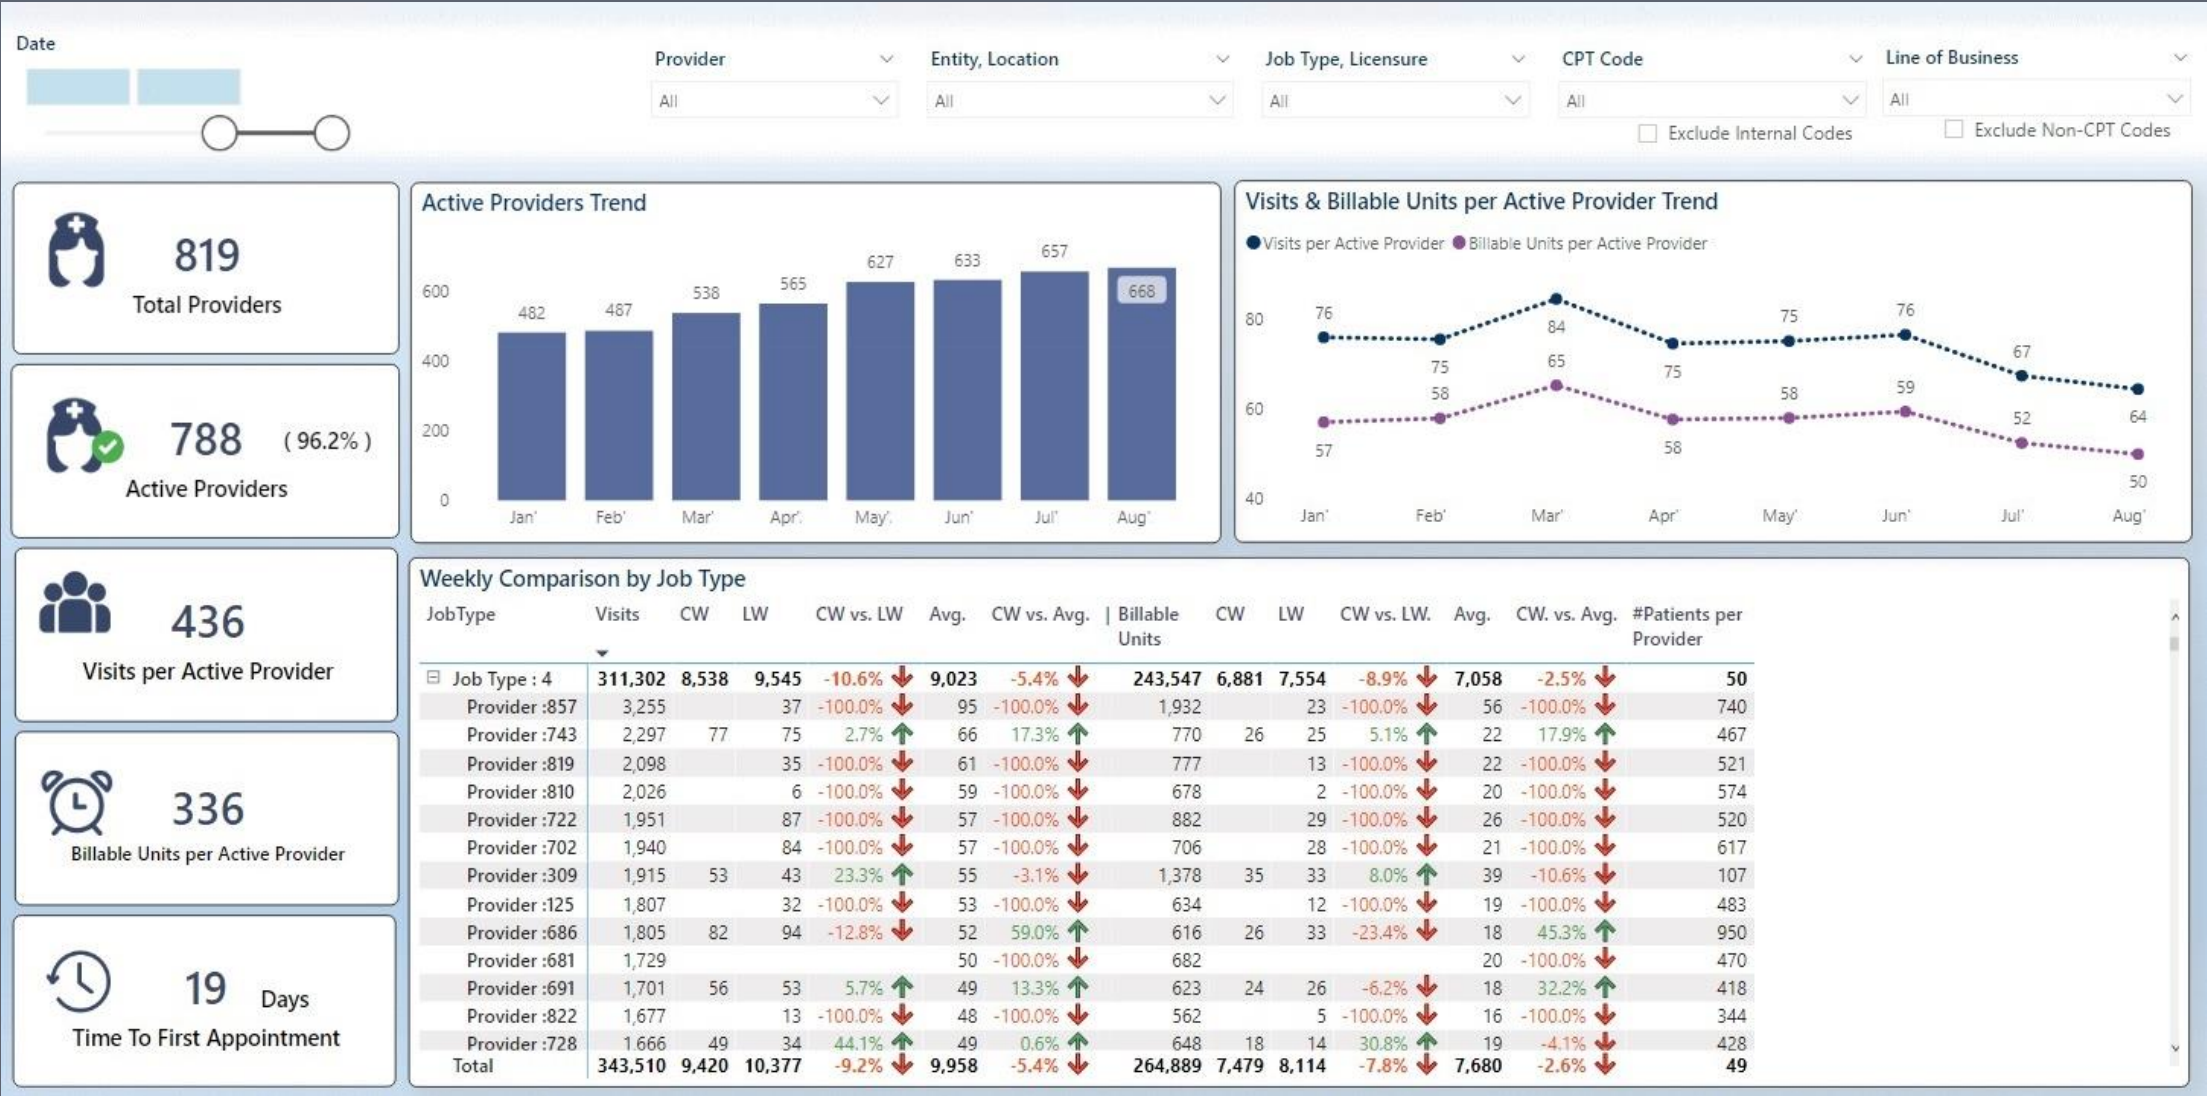 Date
Provider
Entity, Location
Job Type, Licensure
CPT Code
Line of Business
All
All
All
All
All
Exclude Internal Codes
Exclude Non-CPT Codes
819
Total Providers
788 ( 96.2% )
Active Providers
436
Visits per Active Provider
336
Billable Units per Active Provider
19 Days
Time To First Appointment
Active Providers Trend
600
400
200
0
482
487
538
565
627
633
657
668
Jan'
Feb'
Mar'
Apr'.
May'.
Jun'
Jul'
Aug'
Visits & Billable Units per Active Provider Trend
Visits per Active Provider Billable Units per Active Provider
80
60
40
76
75
84
75
75
76
67
64
57
58
65
58
58
59
52
50
Jan'
Feb'
Mar'
Apr'
May'
Jun'
Jul'
Aug'
Weekly Comparison by Job Type
JobType Visits CW LW CW vs. LW Avg. CW vs. Avg. | Billable Units CW LW CW vs. LW. Avg. CW. vs. Avg. #Patients per Provider
Job Type : 4 311,302 8,538 9,545 -10.6% 9,023 -5.4% 243,547 6,881 7,554 -8.9% 7,058 -2.5% 50
Provider :857 3,255 37 -100.0% 95 -100.0% 1,932 23 -100.0% 56 -100.0% 740
Provider :743 2,297 77 75 2.7% 66 17.3% 770 26 25 5.1% 22 17.9% 467
Provider :819 2,098 35 -100.0% 61 -100.0% 777 13 -100.0% 22 -100.0% 521
Provider :810 2,026 6 -100.0% 59 -100.0% 678 2 -100.0% 20 -100.0% 574
Provider :722 1,951 87 -100.0% 57 -100.0% 882 29 -100.0% 26 -100.0% 520
Provider :702 1,940 84 -100.0% 57 -100.0% 706 28 -100.0% 21 -100.0% 617
Provider :309 1,915 53 43 23.3% 55 -3.1% 1,378 35 33 8.0% 39 -10.6% 107
Provider :125 1,807 32 -100.0% 53 -100.0% 634 12 -100.0% 19 -100.0% 483
Provider :686 1,805 82 94 -12.8% 52 59.0% 616 26 33 -23.4% 18 45.3% 950
Provider :681 1,729 50 -100.0% 682 20 -100.0% 470
Provider :691 1,701 56 53 5.7% 49 13.3% 623 24 26 -6.2% 18 32.2% 418
Provider :822 1,677 13 -100.0% 48 -100.0% 562 5 -100.0% 16 -100.0% 344
Provider :728 1 666 49 34 44.1% 49 0.6% 648 18 14 30.8% 19 -4.1% 428
Total 343,510 9,420 10,377 -9.2% 9,958 -5.4% 264,889 7,479 8,114 -7.8% 7,680 -2.6% 49